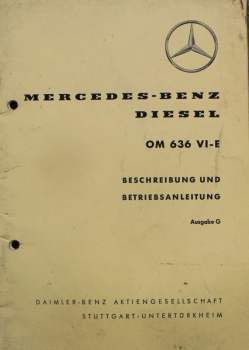 MERCEDES-BENZ
DIESEL
OM 636 VI-E
BESCHREIBUNG UND
BETRIEBSANLEITUNG
Ausgabe G
DAIMLER-BENZ AKTIENGESELLSCHAFT
STUTTGART-UNTERTÜRKHEIM